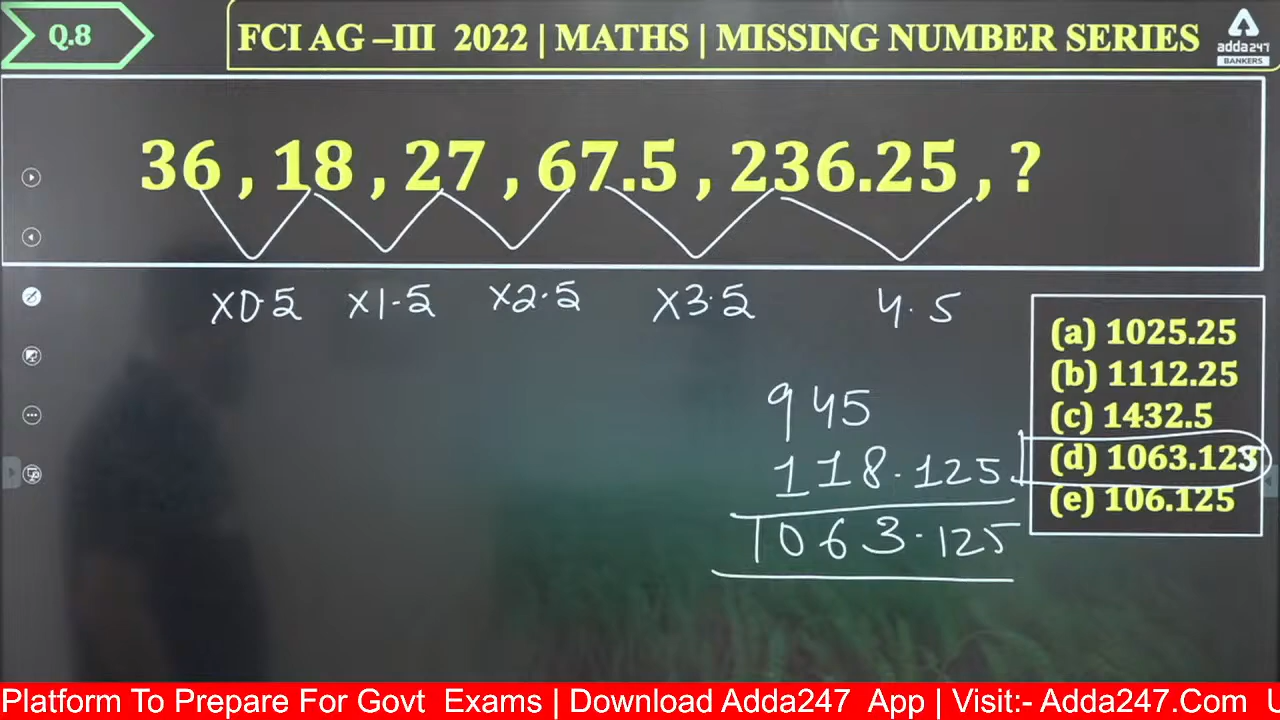 Q.8
FCI AG –III 2022 | MATHS | MISSING NUMBER SERIES
adda247
BANKERS
36 , 18 , 27 , 67.5 , 236.25 , ?
X0.5 X1.5 X2.5 X3.5 4.5
945
118.125
1063.125
(a) 1025.25
(b) 1112.25
(c) 1432.5
(d) 1063.125
(e) 106.125
Platform To Prepare For Govt Exams | Download Adda247 App | Visit:- Adda247.Com